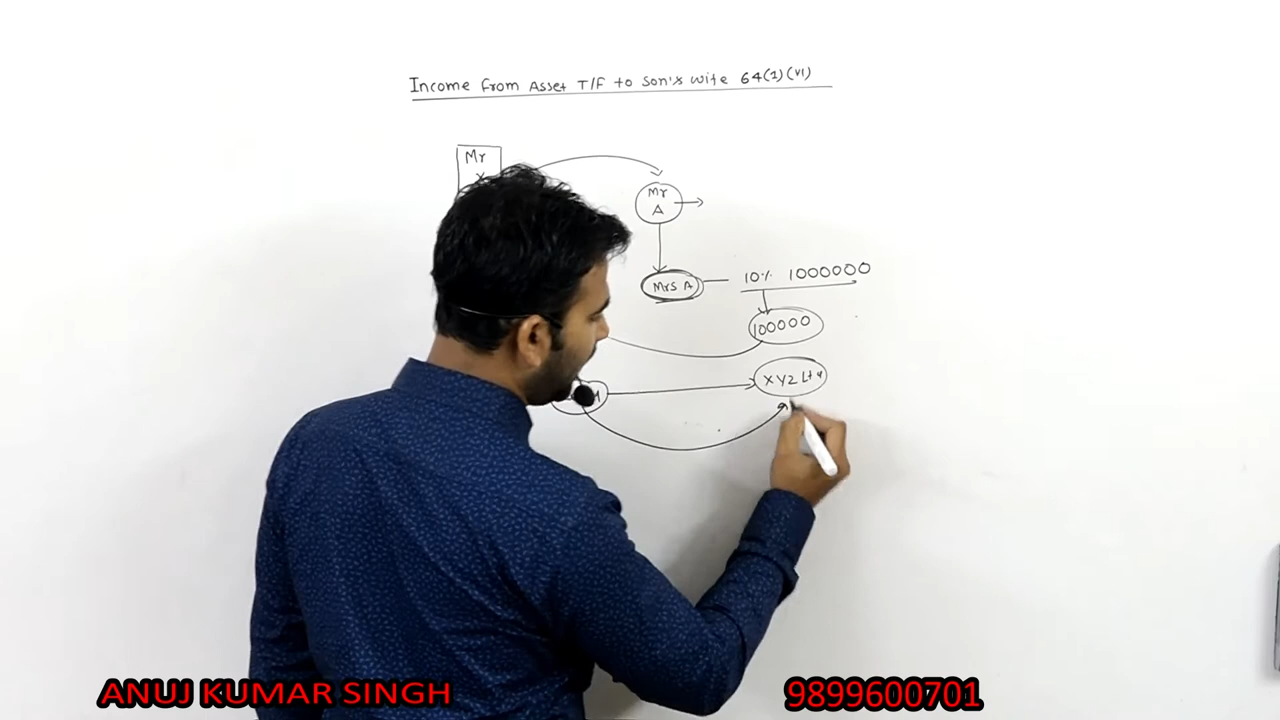 Income from Asset T/F to Son's wife 64(1)(vi)
Mr
X
Mr
A
Mrs A
10% 1000000
100000
XYZ Ltd
ANUJ KUMAR SINGH
9899600701